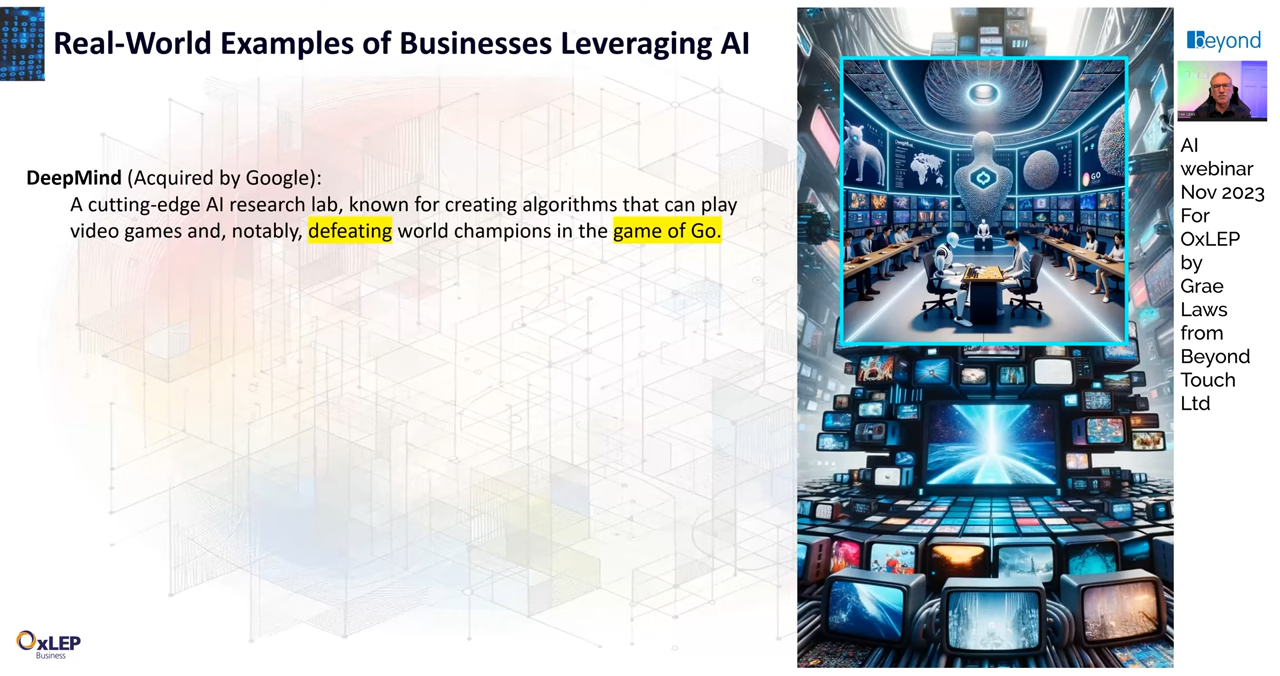 Real-World Examples of Businesses Leveraging AI
DeepMind (Acquired by Google):
A cutting-edge AI research lab, known for creating algorithms that can play
video games and, notably, defeating world champions in the game of Go.
OxLEP
Business
DeepMind
GO
beyond
AI
webinar
Nov 2023
For
OxLEP
by
Grae
Laws
from
Beyond
Touch
Ltd